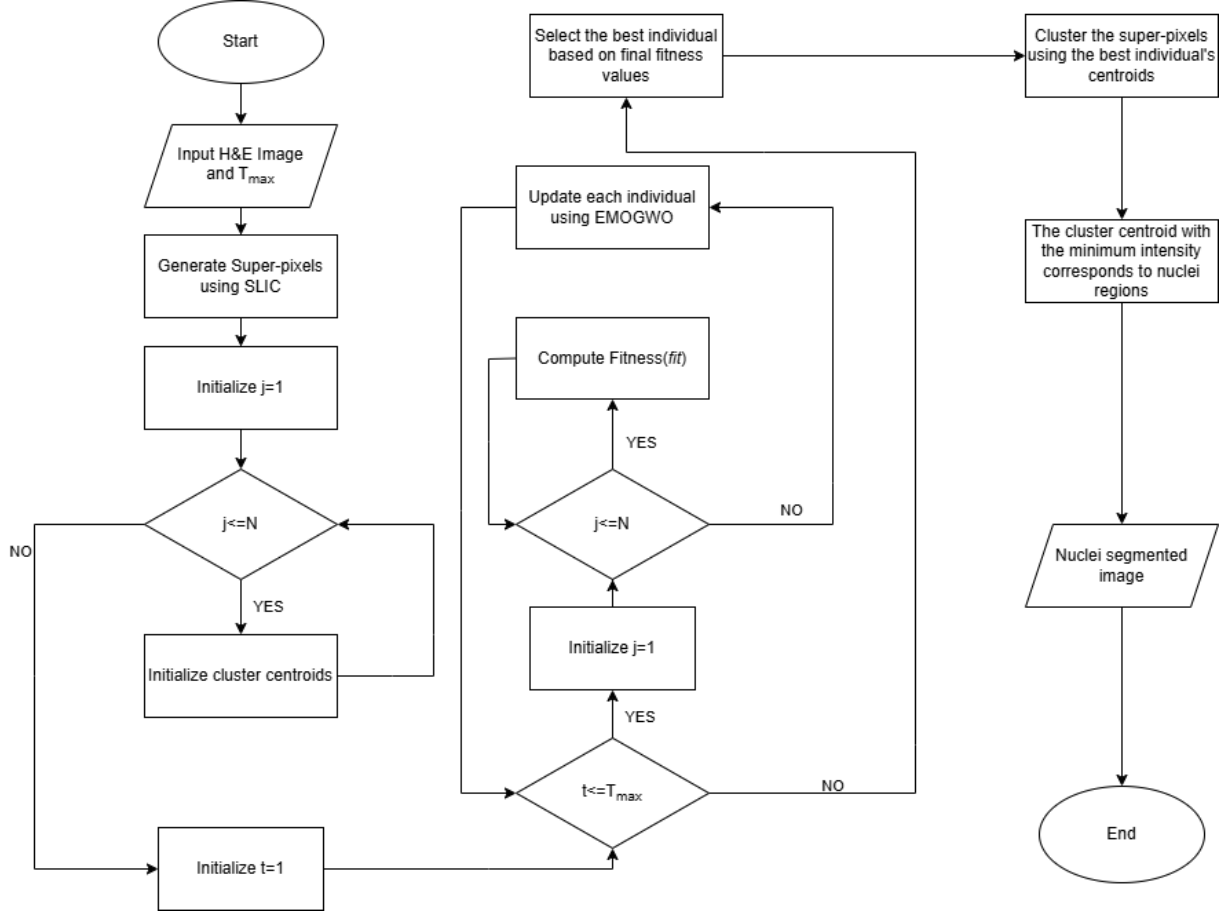 Start
Input H&E Image
and Tmax
Generate Super-pixels
using SLIC
Initialize j=1
j<=N
NO
YES
Initialize cluster centroids
Initialize t=1
t<=Tmax
NO
YES
Initialize j=1
j<=N
NO
YES
Compute Fitness(fit)
Update each individual
using EMOGWO
Select the best individual
based on final fitness
values
Cluster the super-pixels
using the best individual's
centroids
The cluster centroid with
the minimum intensity
corresponds to nuclei
regions
Nuclei segmented
image
End